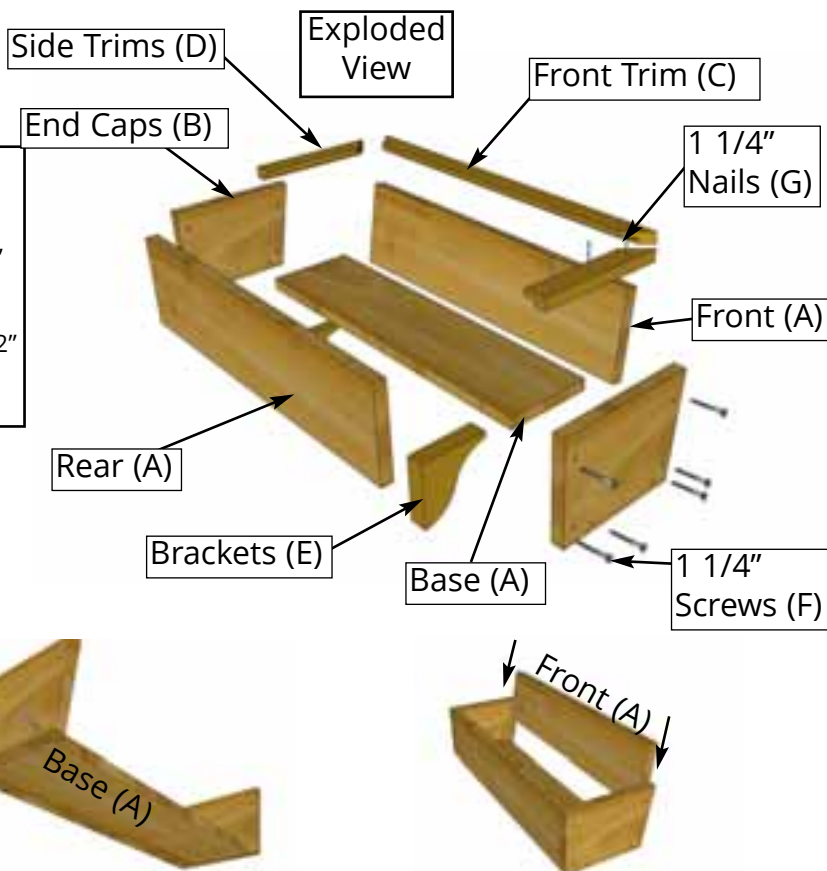 Exploded
View
Side Trims (D)
Front Trim (C)
End Caps (B)
1 1/4”
Nails (G)
2”
Front (A)
Rear (A)
Brackets (E)
Base (A)
1 1/4”
Screws (F)
Base (A)
Front (A)